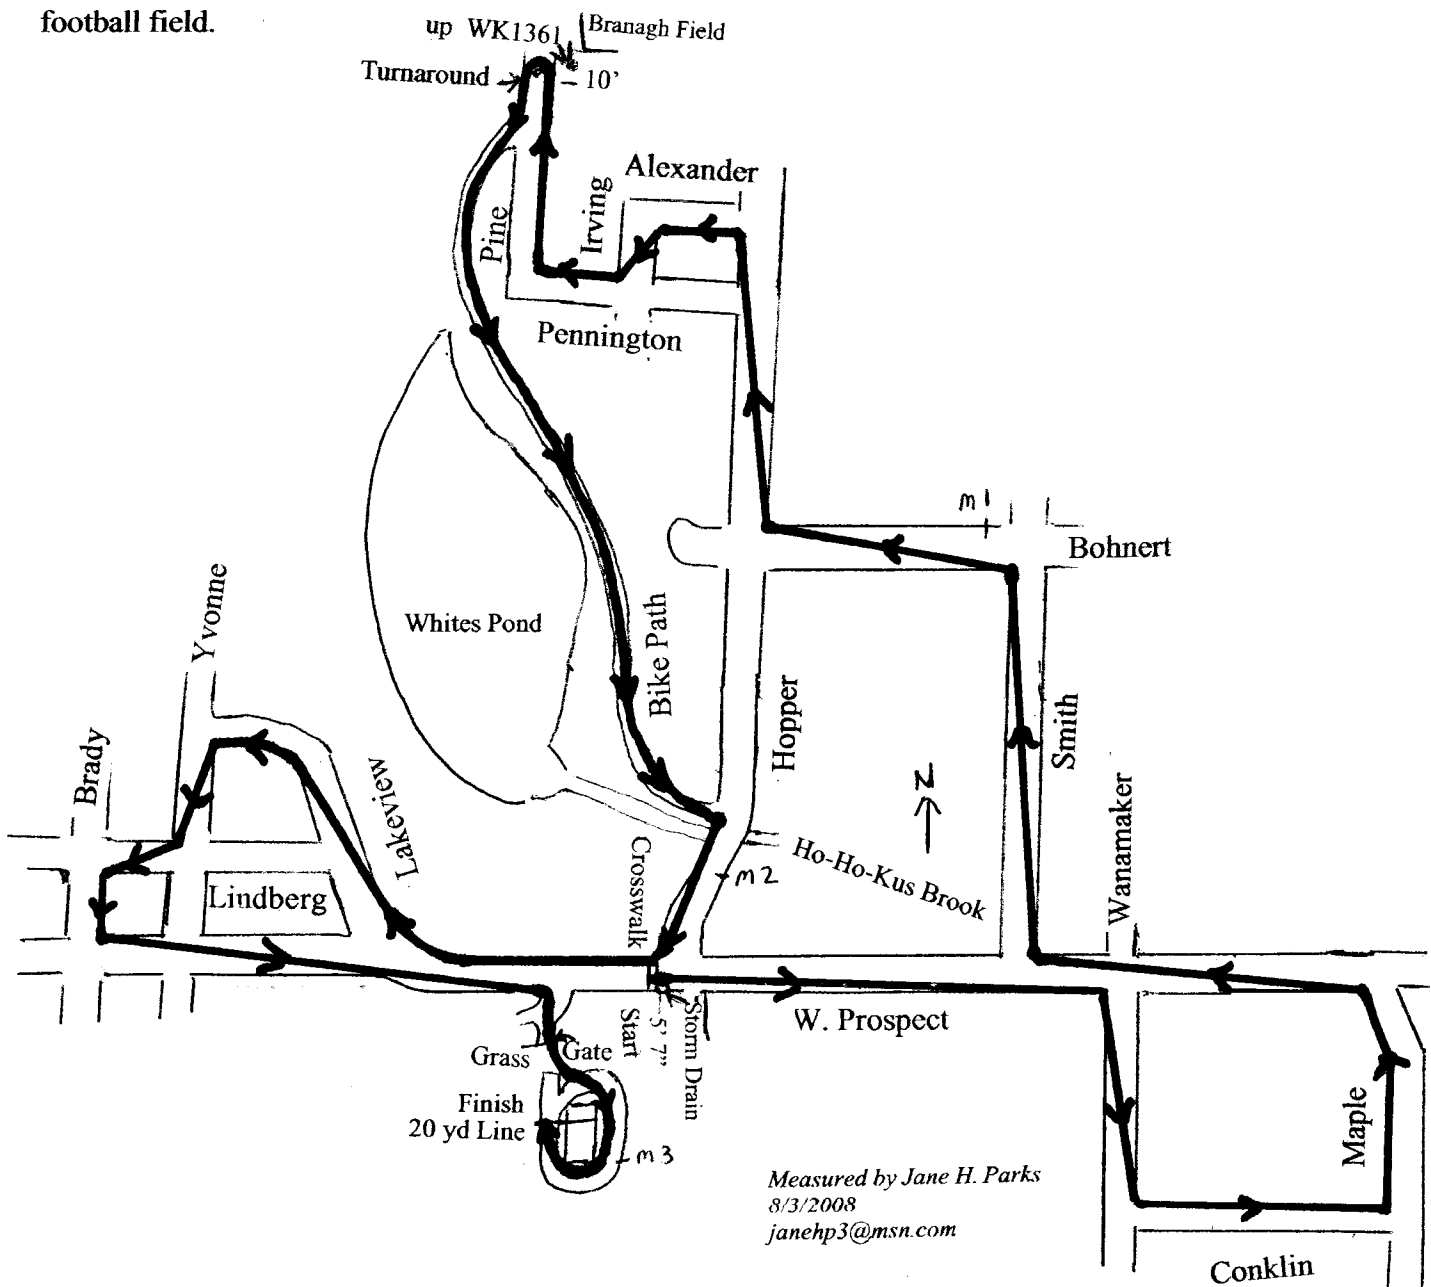 football field.
up WK1361
Branagh Field
Turnaround
10'
Alexander
Irving
Pine
Pennington
m1
Bohnert
Whites Pond
Bike Path
Yvonne
Hopper
Smith
Brady
Lakeview
N
Wanamaker
Crosswalk
m2
Ho-Ho-Kus Brook
Lindberg
W. Prospect
Start
5' 7"
Storm Drain
Grass
Gate
Finish
20 yd Line
m3
Maple
Measured by Jane H. Parks
8/3/2008
janehp3@msn.com
Conklin